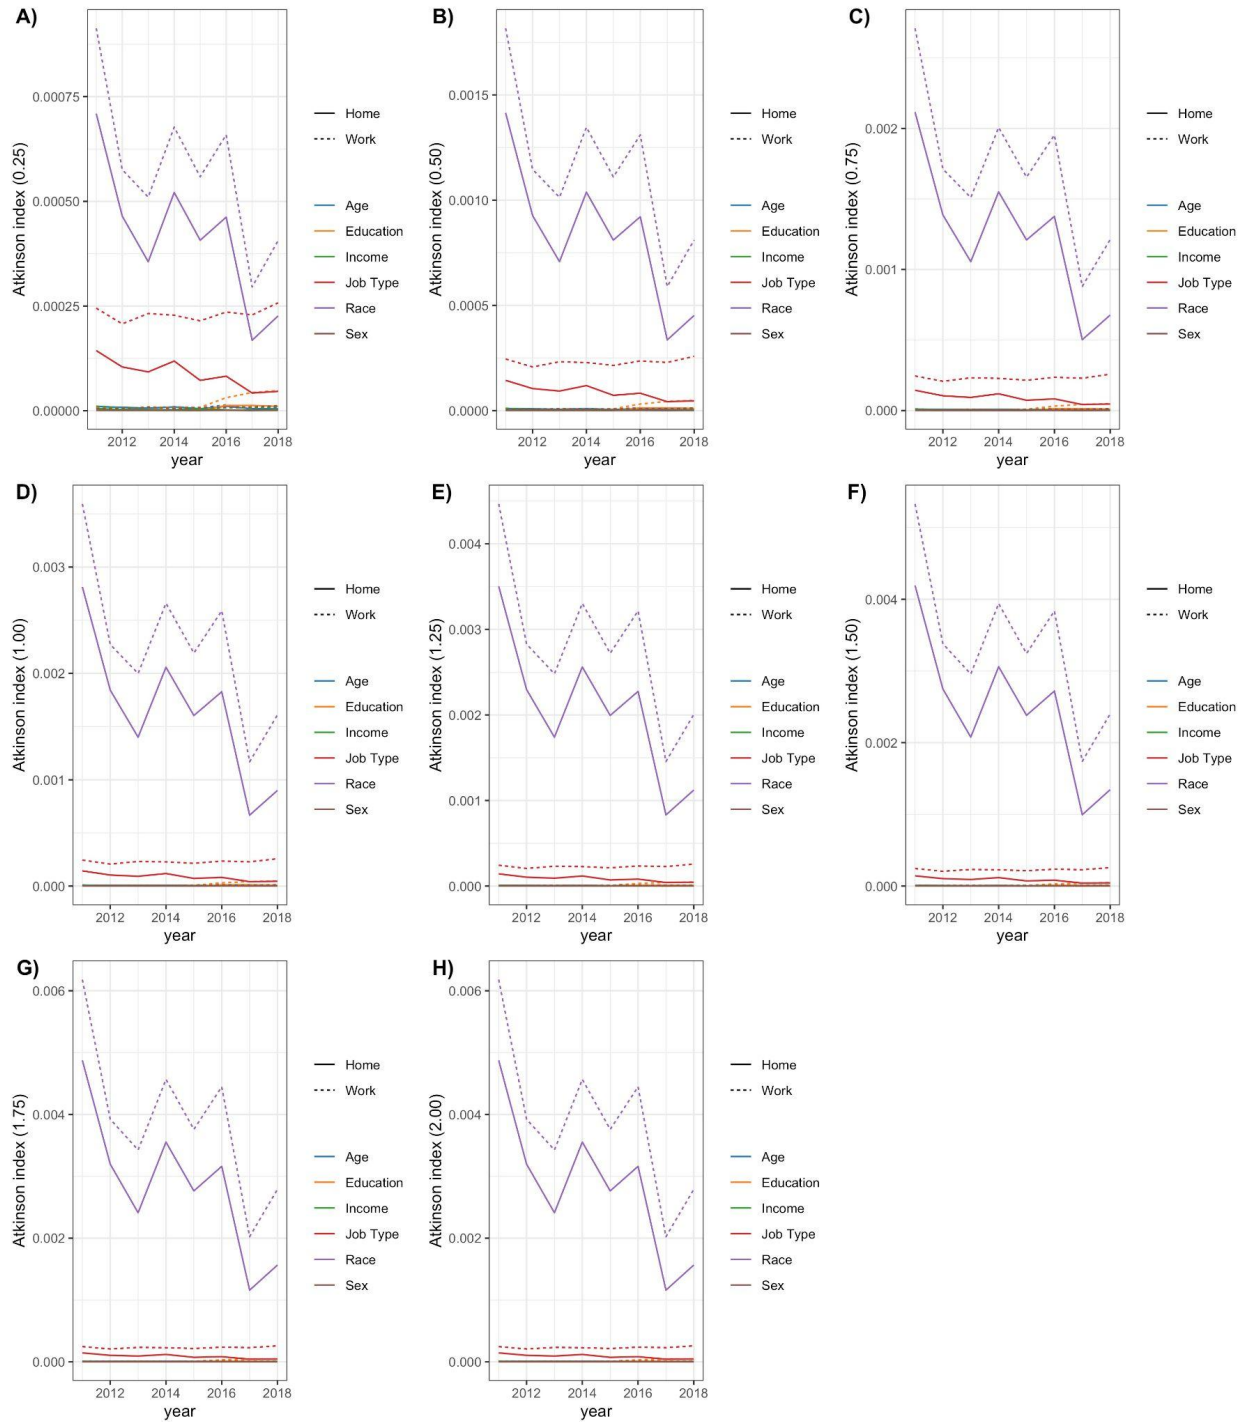 A)
Atkinson index (0.25)
0.00075
0.00050
0.00025
0.00000
2012 2014 2016 2018
year
Home
Work
Age
Education
Income
Job Type
Race
Sex
B)
Atkinson index (0.50)
0.0015
0.0010
0.0005
0.0000
2012 2014 2016 2018
year
Home
Work
Age
Education
Income
Job Type
Race
Sex
C)
Atkinson index (0.75)
0.002
0.001
0.000
2012 2014 2016 2018
year
Home
Work
Age
Education
Income
Job Type
Race
Sex
D)
Atkinson index (1.00)
0.003
0.002
0.001
0.000
2012 2014 2016 2018
year
Home
Work
Age
Education
Income
Job Type
Race
Sex
E)
Atkinson index (1.25)
0.004
0.003
0.002
0.001
0.000
2012 2014 2016 2018
year
Home
Work
Age
Education
Income
Job Type
Race
Sex
F)
Atkinson index (1.50)
0.004
0.002
0.000
2012 2014 2016 2018
year
Home
Work
Age
Education
Income
Job Type
Race
Sex
G)
Atkinson index (1.75)
0.006
0.004
0.002
0.000
2012 2014 2016 2018
year
Home
Work
Age
Education
Income
Job Type
Race
Sex
H)
Atkinson index (2.00)
0.006
0.004
0.002
0.000
2012 2014 2016 2018
year
Home
Work
Age
Education
Income
Job Type
Race
Sex